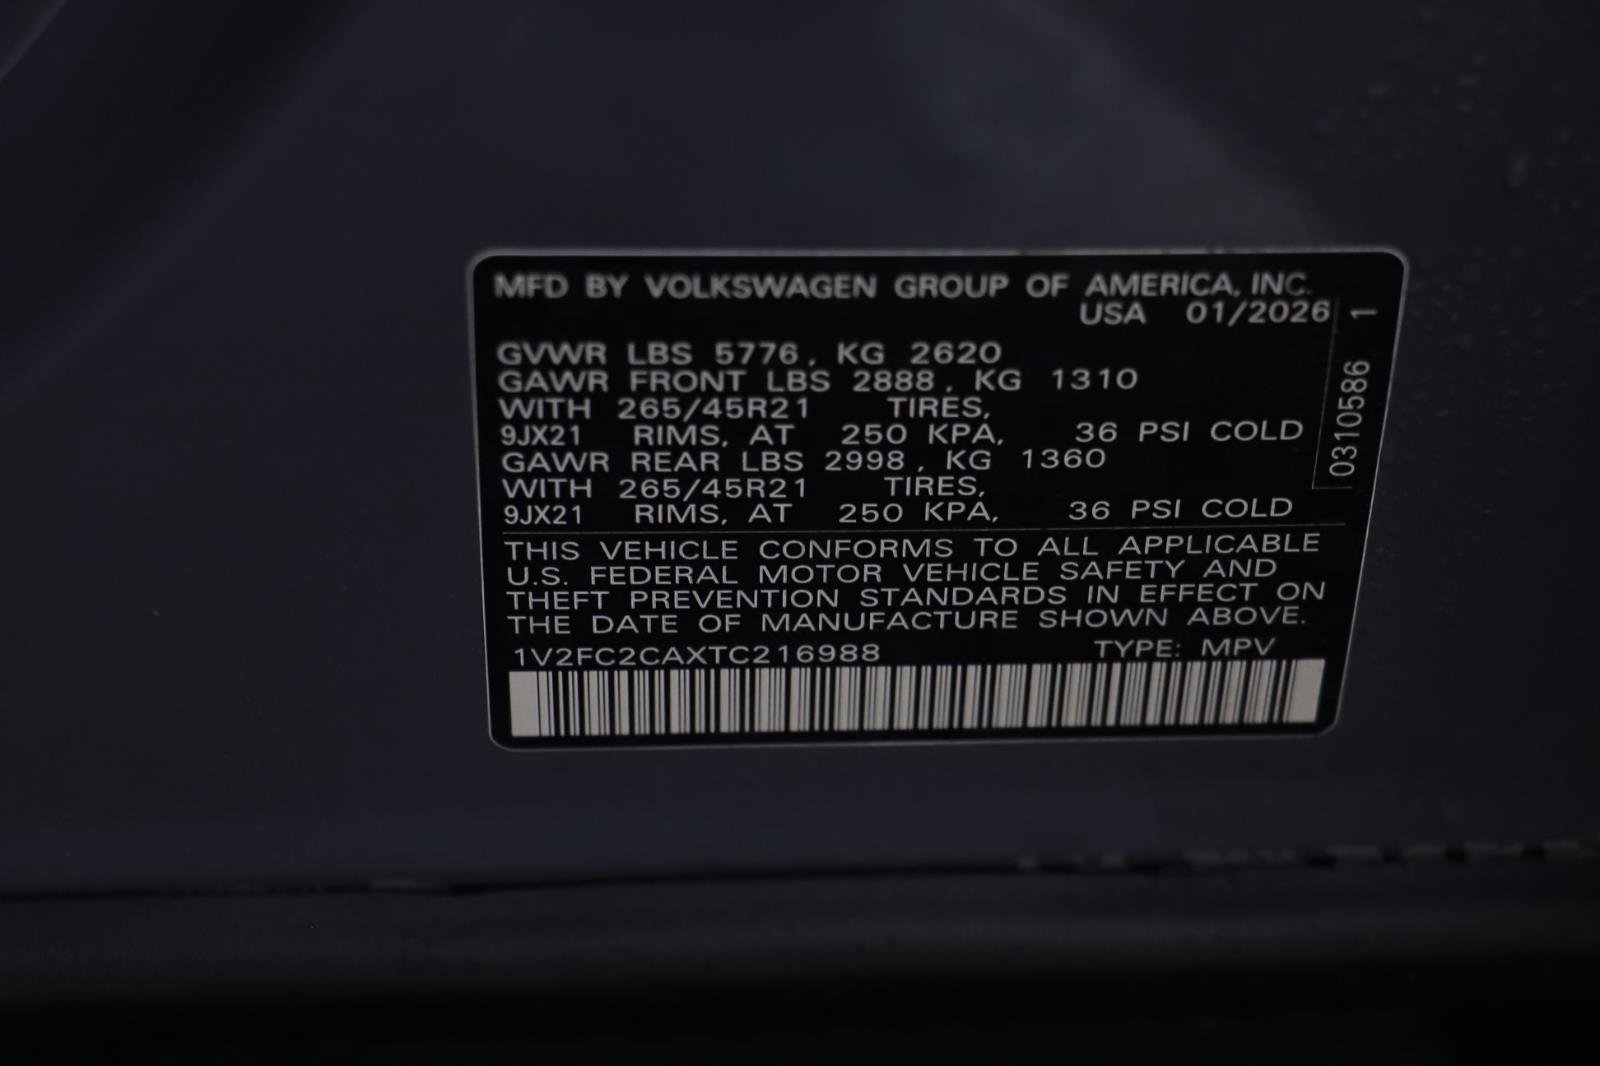 MFD BY VOLKSWAGEN GROUP OF AMERICA, INC.
USA 01/2026
GVWR LBS 5776, KG 2620
GAWR FRONT LBS 2888, KG 1310
WITH 265/45R21 TIRES,
9JX21 RIMS, AT 250 KPA, 36 PSI COLD
GAWR REAR LBS 2998, KG 1360
WITH 265/45R21 TIRES,
9JX21 RIMS, AT 250 KPA, 36 PSI COLD
THIS VEHICLE CONFORMS TO ALL APPLICABLE
U.S. FEDERAL MOTOR VEHICLE SAFETY AND
THEFT PREVENTION STANDARDS IN EFFECT ON
THE DATE OF MANUFACTURE SHOWN ABOVE.
1V2FC2CAXTC216988 TYPE: MPV
0310586 1